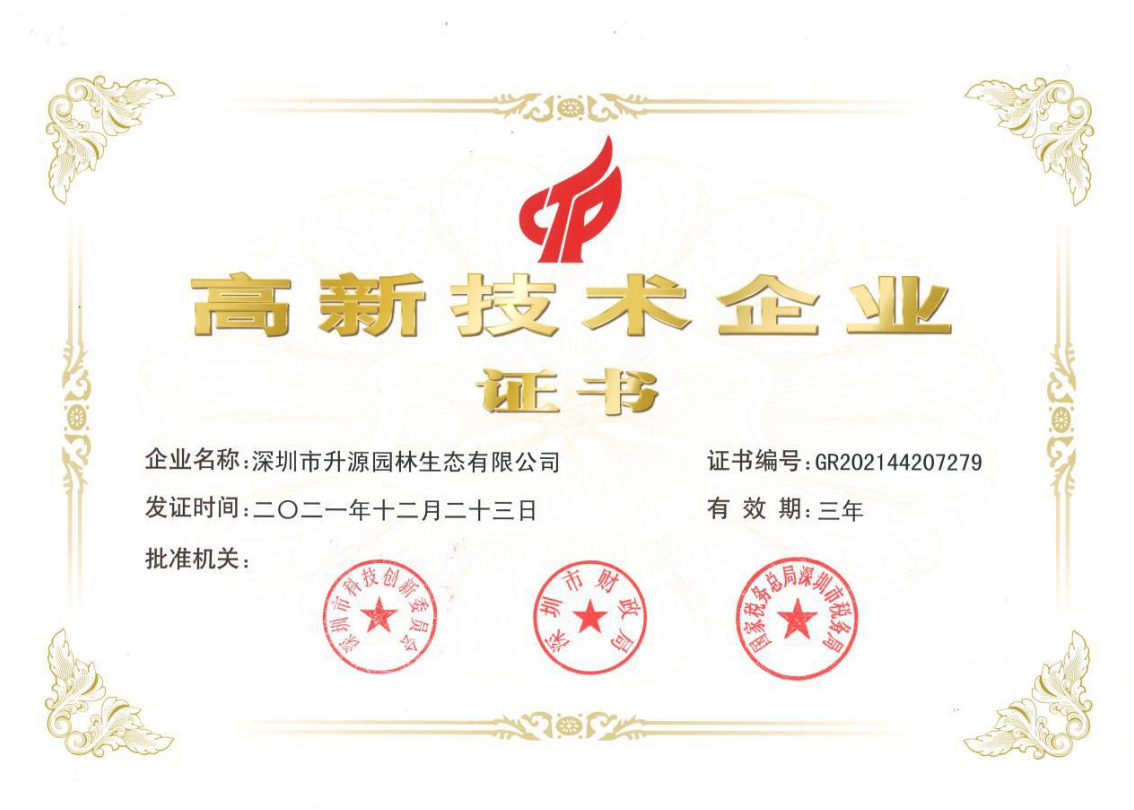 高新技术企业
证书
企业名称:深圳市升源园林生态有限公司 证书编号:GR202144207279
发证时间:二〇二一年十二月二十三日 有效期:三年
批准机关:
深圳市科技创新委员会
深圳市财政局
国家税务总局深圳市税务局